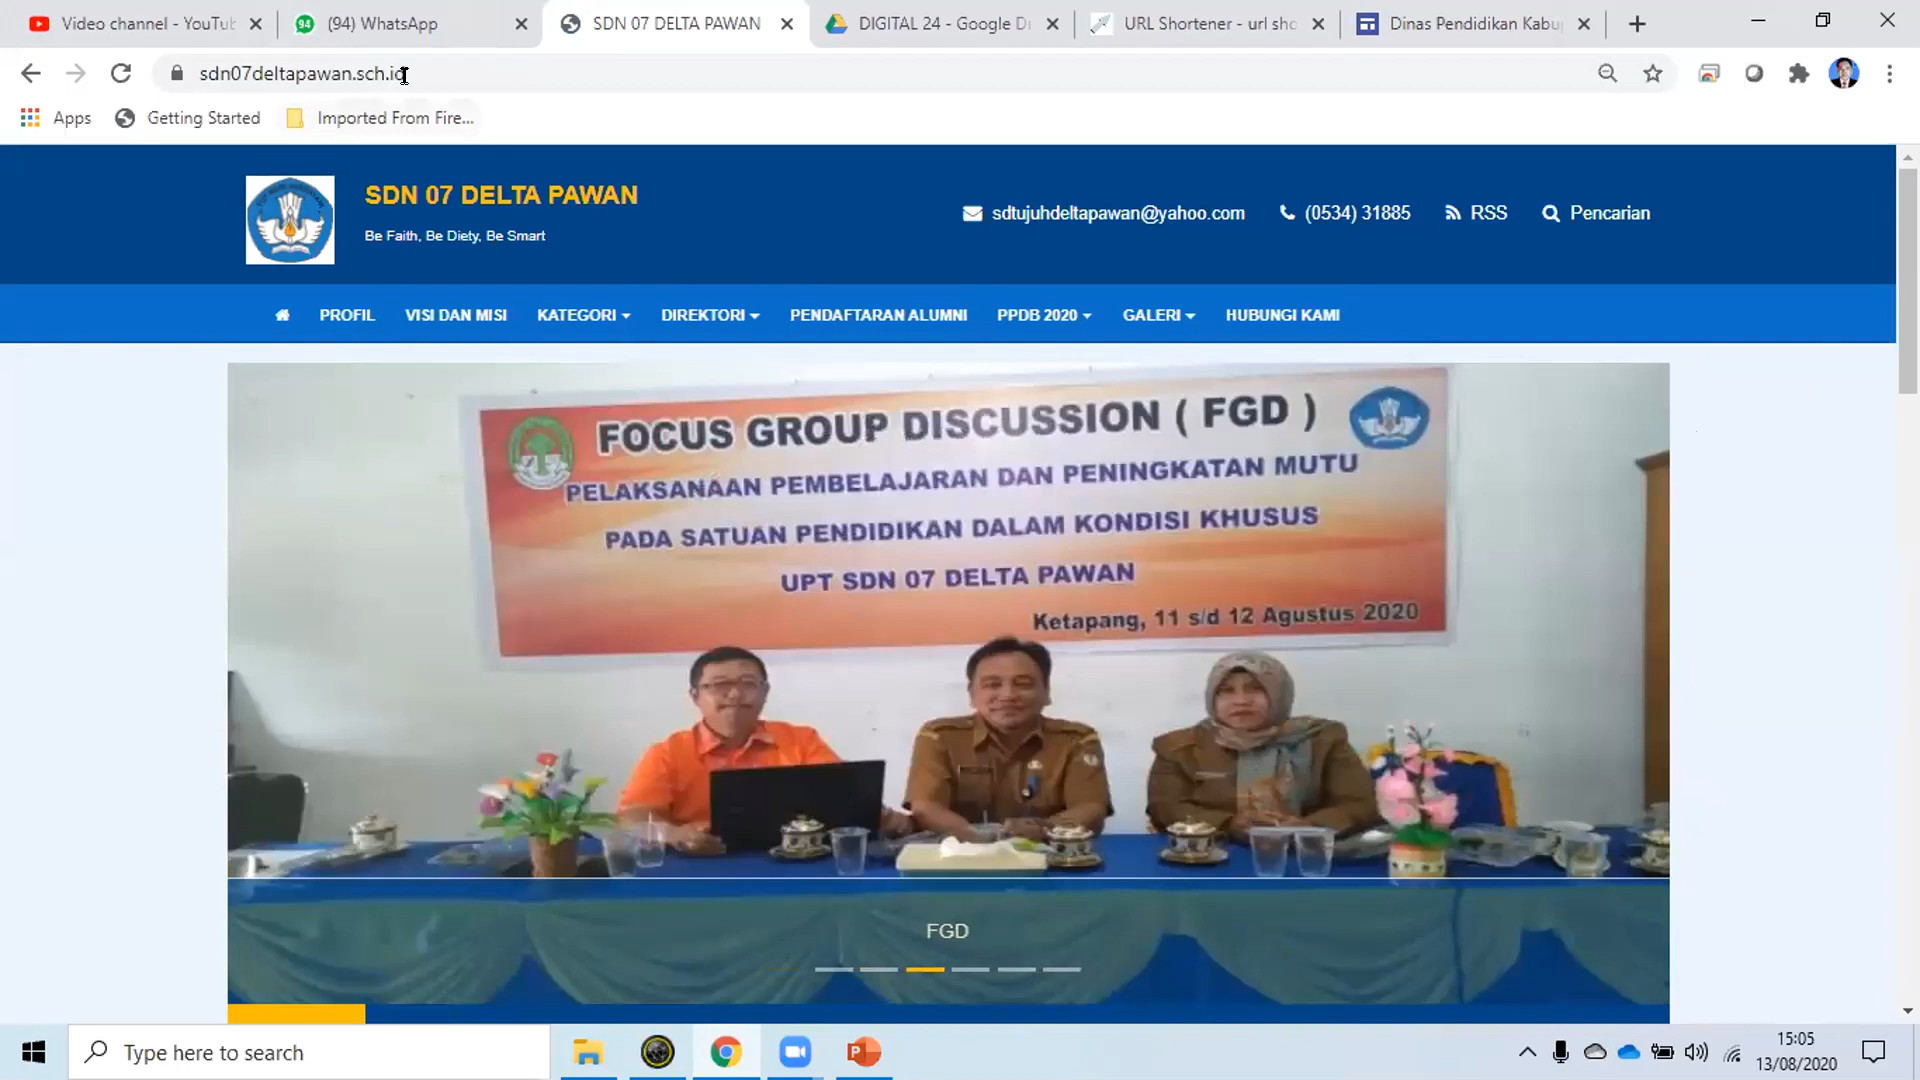 Video channel - YouTu
(94) WhatsApp
SDN 07 DELTA PAWAN
DIGITAL 24 - Google D
URL Shortener - url sho
Dinas Pendidikan Kabu
sdn07deltapawan.sch.id
Apps
Getting Started
Imported From Fire...
SDN 07 DELTA PAWAN
Be Faith, Be Diety, Be Smart
sdtujuhdeltapawan@yahoo.com
(0534) 31885
RSS
Pencarian
PROFIL
VISI DAN MISI
KATEGORI
DIREKTORI
PENDAFTARAN ALUMNI
PPDB 2020
GALERI
HUBUNGI KAMI
FOCUS GROUP DISCUSSION ( FGD )
PELAKSANAAN PEMBELAJARAN DAN PENINGKATAN MUTU
PADA SATUAN PENDIDIKAN DALAM KONDISI KHUSUS
UPT SDN 07 DELTA PAWAN
Ketapang, 11 s/d 12 Agustus 2020
FGD
Type here to search
15:05
13/08/2020